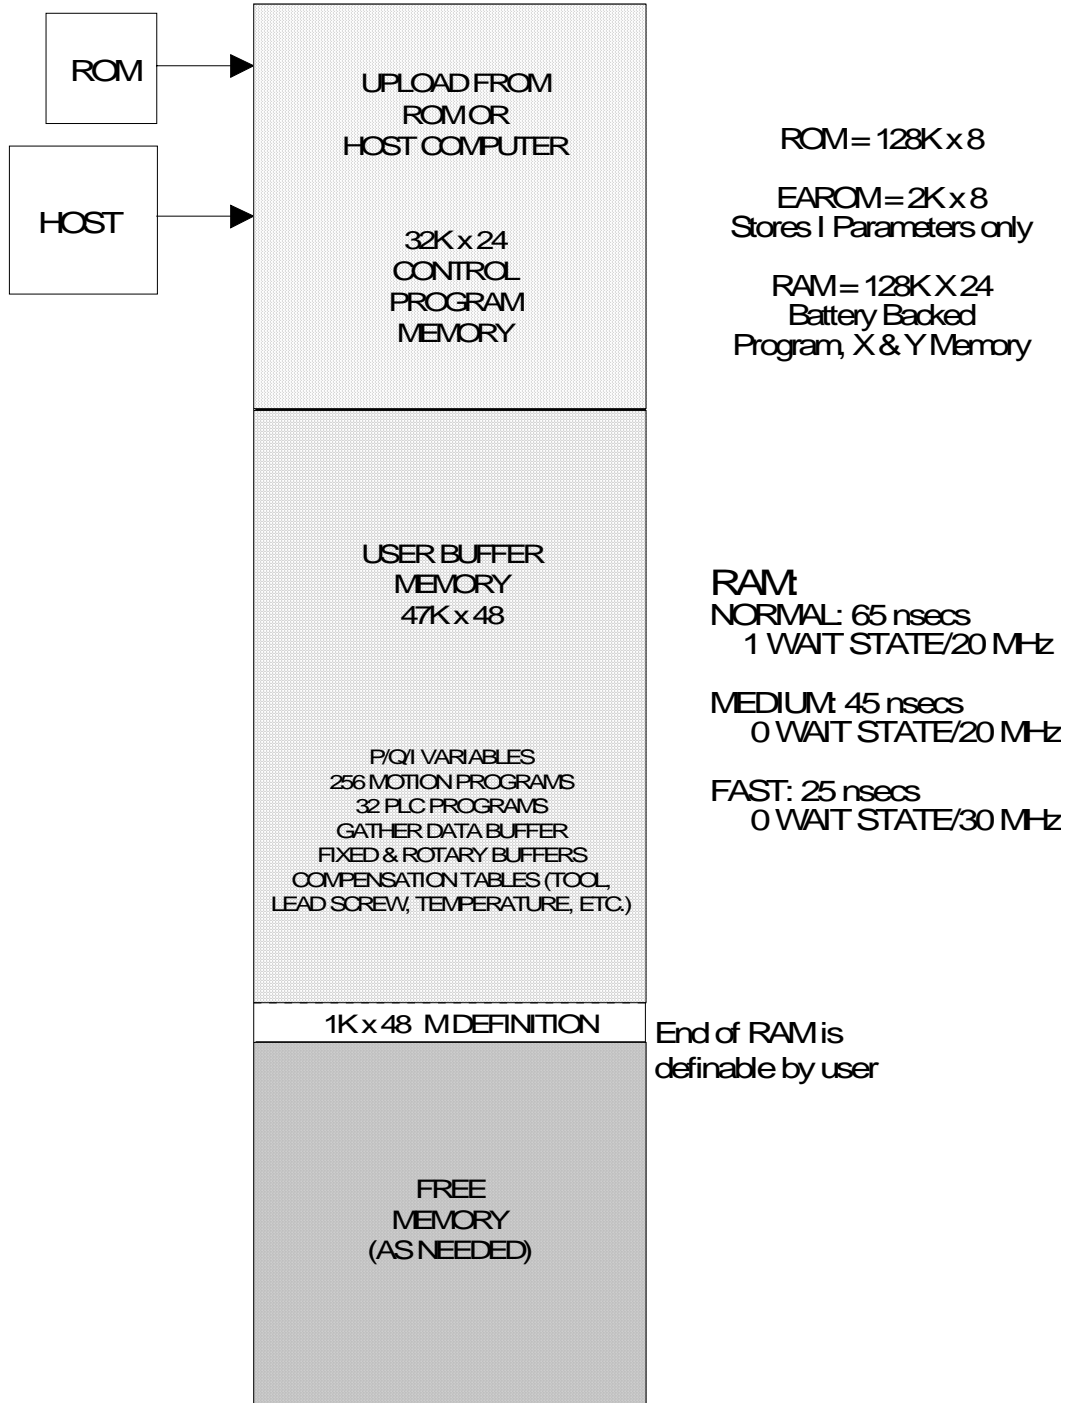 ROM
HOST
UPLOAD FROM
ROM OR
HOST COMPUTER
32K x 24
CONTROL
PROGRAM
MEMORY
ROM = 128K x 8
EAROM = 2K x 8
Stores I Parameters only
RAM = 128K X 24
Battery Backed
Program, X & Y Memory
USER BUFFER
MEMORY
47K x 48
P/Q/I VARIABLES
256 MOTION PROGRAMS
32 PLC PROGRAMS
GATHER DATA BUFFER
FIXED & ROTARY BUFFERS
COMPENSATION TABLES (TOOL,
LEAD SCREW, TEMPERATURE, ETC.)
RAM:
NORMAL: 65 nsecs
1 WAIT STATE/20 MHz
MEDIUM: 45 nsecs
0 WAIT STATE/20 MHz
FAST: 25 nsecs
0 WAIT STATE/30 MHz
1K x 48 M DEFINITION
End of RAM is
definable by user
FREE
MEMORY
(AS NEEDED)